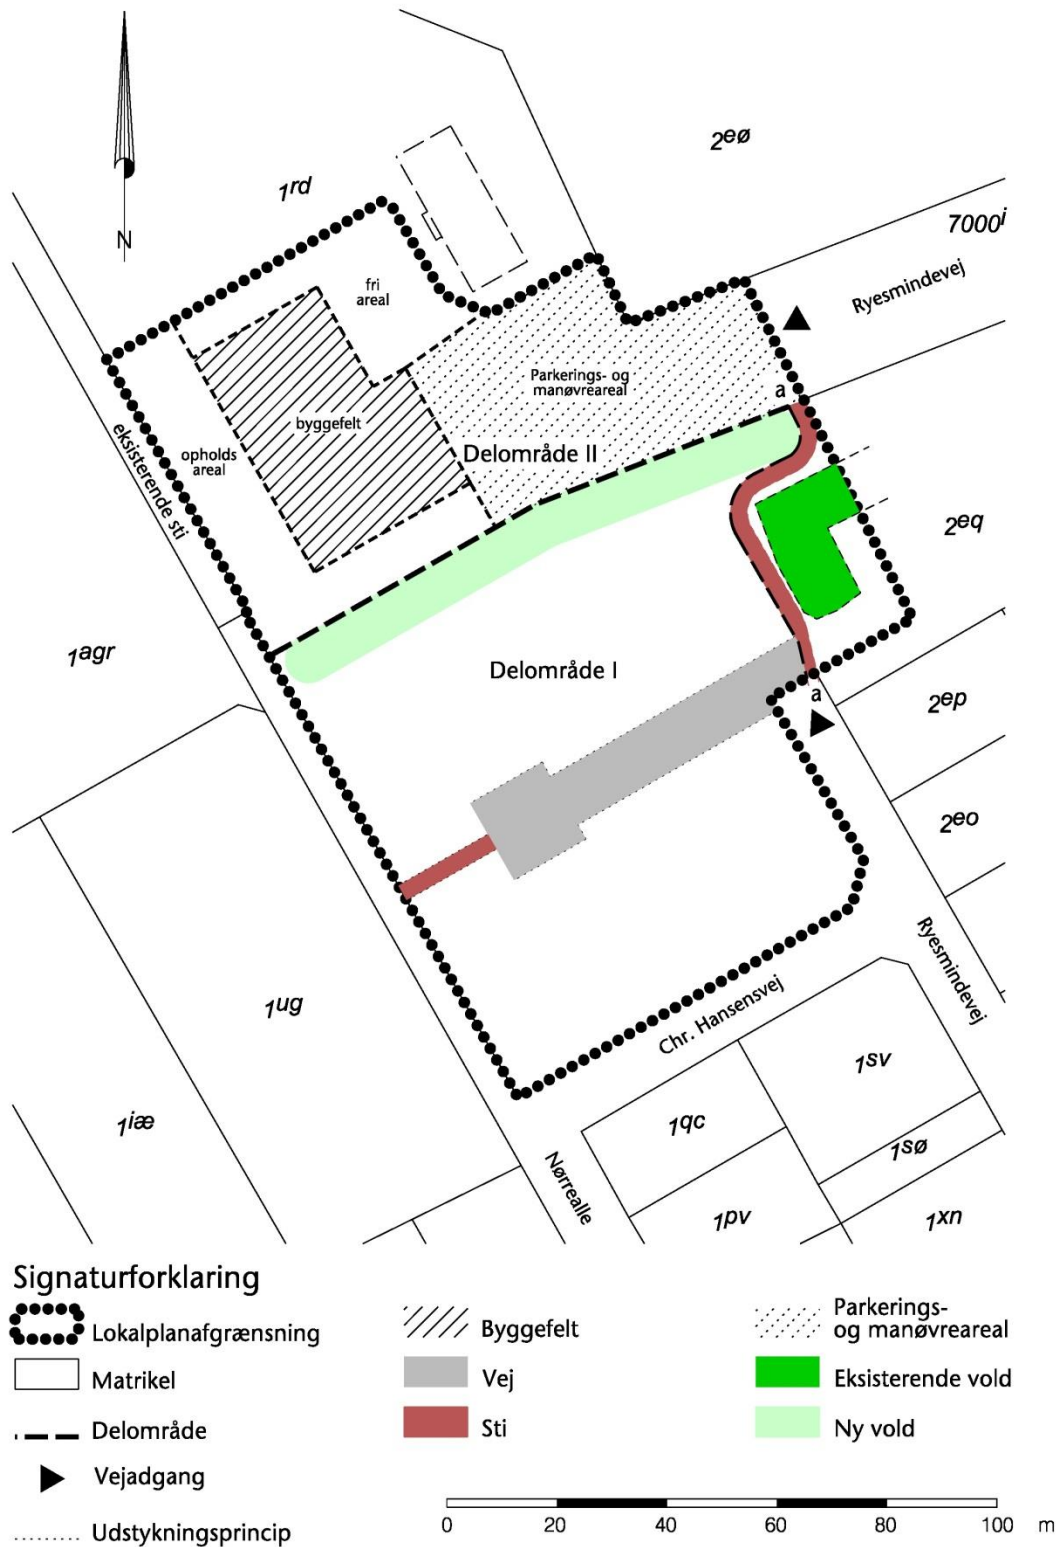 2eø
1rd
7000i
N
Ryesmindevej
fri
areal
Parkerings- og
manøvreareal
a
byggefelt
eksisterende sti
opholds
areal
Delområde II
2eq
1agr
Delområde I
a
2ep
2eo
Ryesmindevej
1ug
Chr. Hansensvej
1sv
1iæ
1qc
1sø
Nørrealle
1pv
1xn
Signaturforklaring
Lokalplanafgrænsning
Matrikel
Delområde
Vejadgang
Udstykningsprincip
Byggefelt
Vej
Sti
Parkerings-
og manøvreareal
Eksisterende vold
Ny vold
0 20 40 60 80 100 m